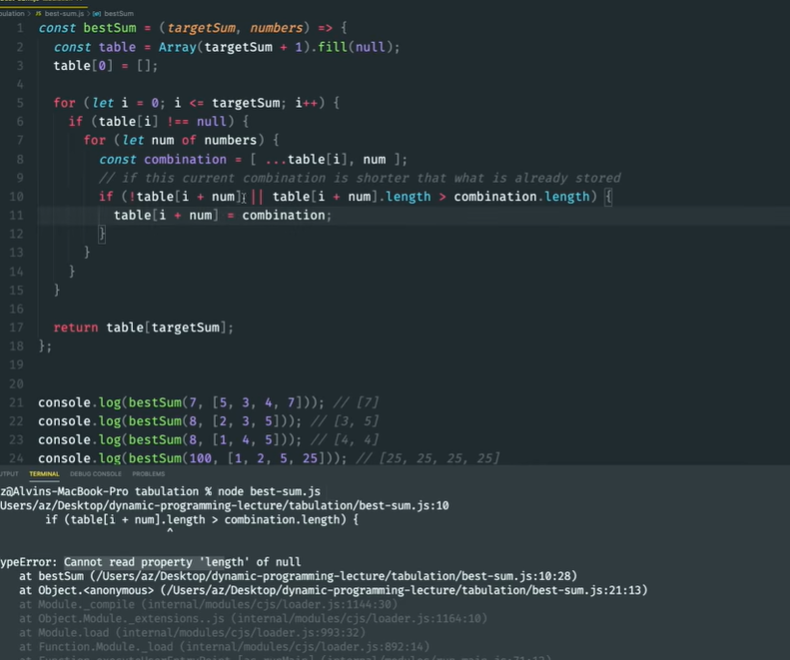 pulation > JS best-sum.js > bestSum
1 const bestSum = (targetSum, numbers) => {
2 const table = Array(targetSum + 1).fill(null);
3 table[0] = [];
4
5 for (let i = 0; i <= targetSum; i++) {
6 if (table[i] !== null) {
7 for (let num of numbers) {
8 const combination = [ ...table[i], num ];
9 // if this current combination is shorter that what is already stored
10 if (!table[i + num] || table[i + num].length > combination.length) {
11 table[i + num] = combination;
12 }
13 }
14 }
15 }
16
17 return table[targetSum];
18 };
19
20
21 console.log(bestSum(7, [5, 3, 4, 7])); // [7]
22 console.log(bestSum(8, [2, 3, 5])); // [3, 5]
23 console.log(bestSum(8, [1, 4, 5])); // [4, 4]
24 console.log(bestSum(100, [1, 2, 5, 25])); // [25, 25, 25, 25]
UTPUT TERMINAL DEBUG CONSOLE PROBLEMS
z@Alvins-MacBook-Pro tabulation % node best-sum.js
Users/az/Desktop/dynamic-programming-lecture/tabulation/best-sum.js:10
if (table[i + num].length > combination.length) {
^
ypeError: Cannot read property 'length' of null
at bestSum (/Users/az/Desktop/dynamic-programming-lecture/tabulation/best-sum.js:10:28)
at Object.<anonymous> (/Users/az/Desktop/dynamic-programming-lecture/tabulation/best-sum.js:21:13)
at Module._compile (internal/modules/cjs/loader.js:1144:30)
at Object.Module._extensions..js (internal/modules/cjs/loader.js:1164:10)
at Module.load (internal/modules/cjs/loader.js:993:32)
at Function.Module._load (internal/modules/cjs/loader.js:892:14)